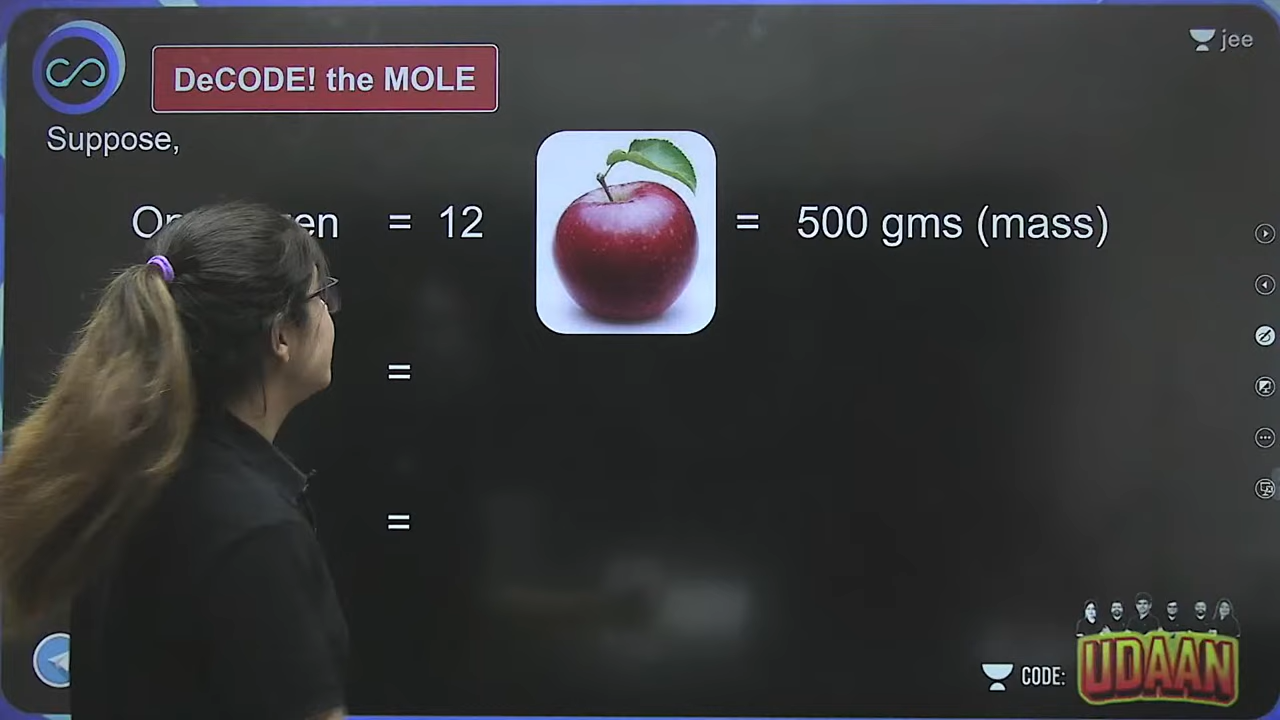 jee
DeCODE! the MOLE
Suppose,
= 12 = 500 gms (mass)
=
=
CODE:
UDAAN